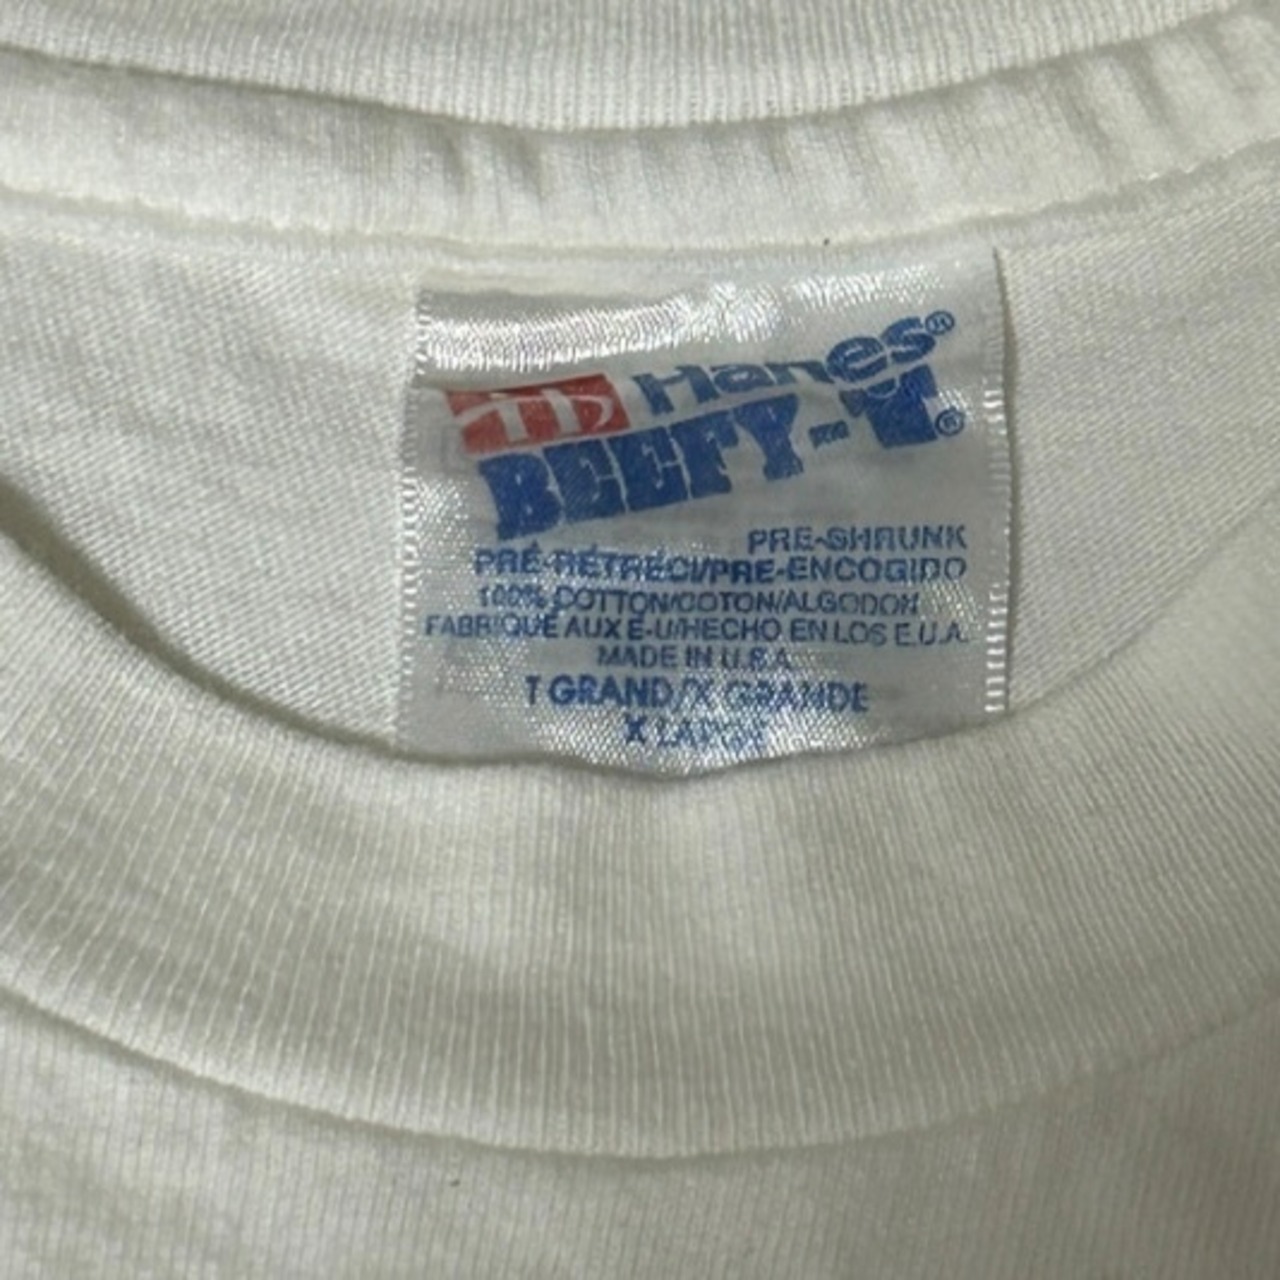 Hanes®
BEEFY-T®
PRE-SHRUNK
PRÉ-RÉTRÉCI/PRE-ENCOGIDO
100% COTTON/COTON/ALGODON
FABRIQUÉ AUX É-U/HECHO EN LOS E.U.A.
MADE IN U.S.A.
T GRAND/X GRANDE
X LARGE